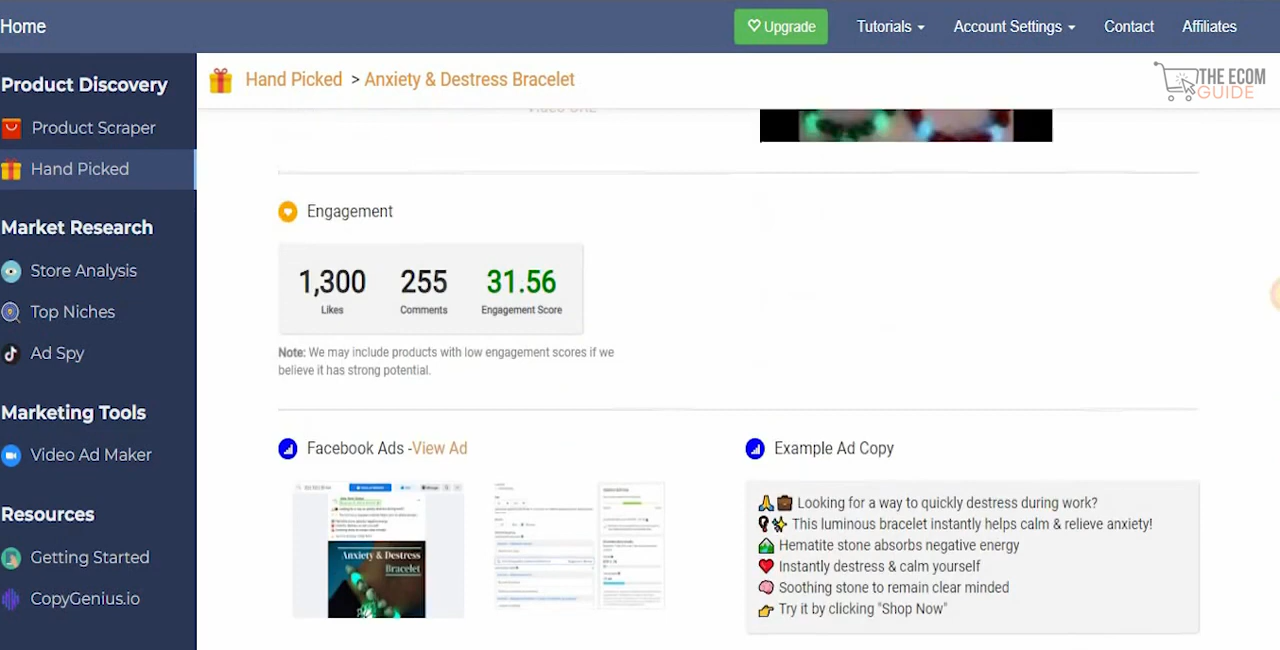 Home
Upgrade
Tutorials
Account Settings
Contact
Affiliates
Product Discovery
Product Scraper
Hand Picked
Market Research
Store Analysis
Top Niches
Ad Spy
Marketing Tools
Video Ad Maker
Resources
Getting Started
CopyGenius.io
Hand Picked > Anxiety & Destress Bracelet
THE ECOM
GUIDE
Engagement
1,300 255 31.56
Likes Comments Engagement Score
Note: We may include products with low engagement scores if we
believe it has strong potential.
Facebook Ads -View Ad
Anxiety & Destress
Bracelet
Example Ad Copy
🙏💼 Looking for a way to quickly destress during work?
This luminous bracelet instantly helps calm & relieve anxiety!
Hematite stone absorbs negative energy
❤️ Instantly destress & calm yourself
🧠 Soothing stone to remain clear minded
👉 Try it by clicking "Shop Now"